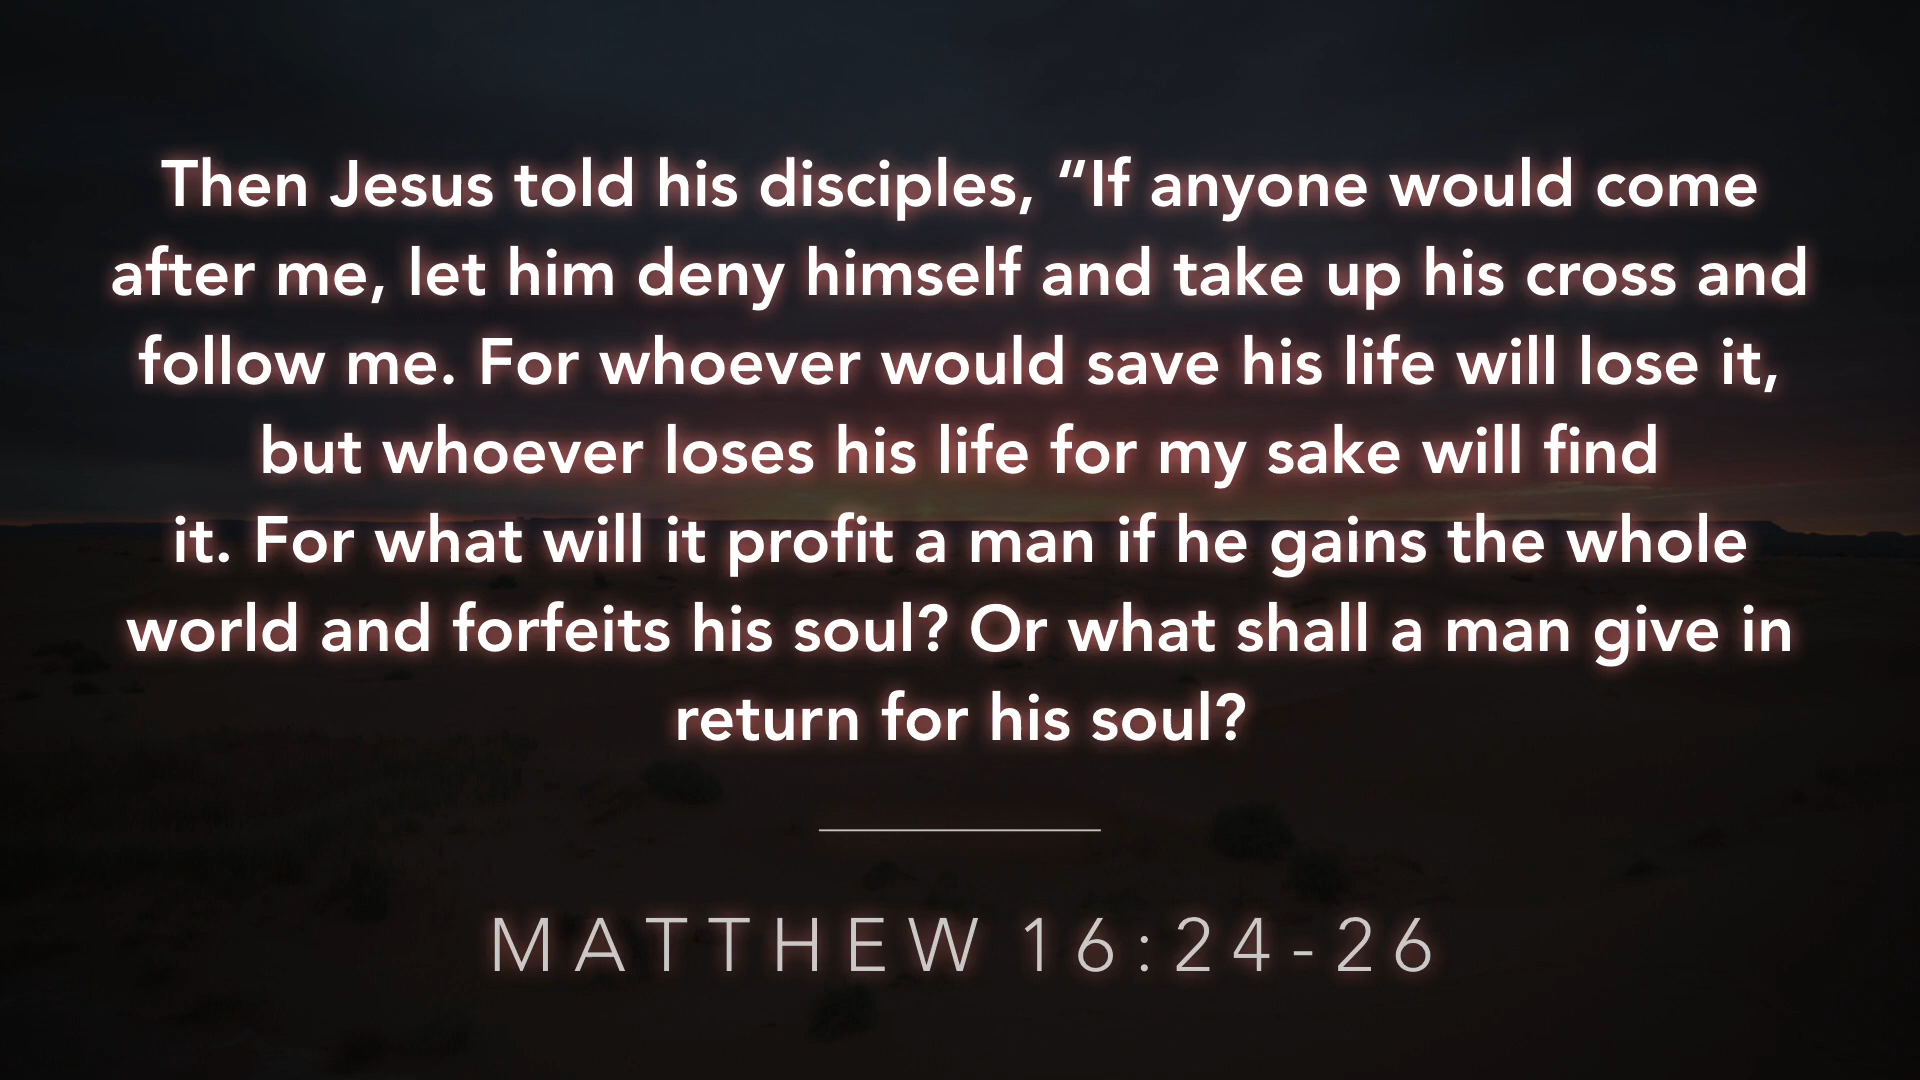 Then Jesus told his disciples, “If anyone would come
after me, let him deny himself and take up his cross and
follow me. For whoever would save his life will lose it,
but whoever loses his life for my sake will find
it. For what will it profit a man if he gains the whole
world and forfeits his soul? Or what shall a man give in
return for his soul?
MATTHEW 16:24-26